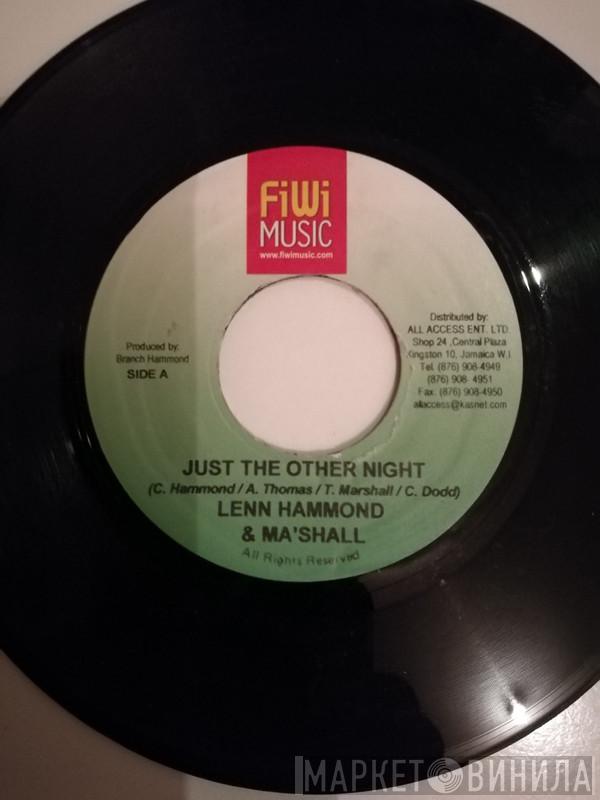 FiWi
MUSIC
www.fiwimusic.com
Produced by:
Branch Hammond
SIDE A
Distributed by:
ALL ACCESS ENT. LTD.
Shop 24 ,Central Plaza
Kingston 10, Jamaica W.I.
Tel. (876) 908-4949
(876) 908- 4951
Fax. (876) 908-4950
allaccess@kasnet.com
JUST THE OTHER NIGHT
(C. Hammond / A. Thomas / T. Marshall / C. Dodd)
LENN HAMMOND
& MA'SHALL
All Rights Reserved
МАРКЕТ ВИНИЛА